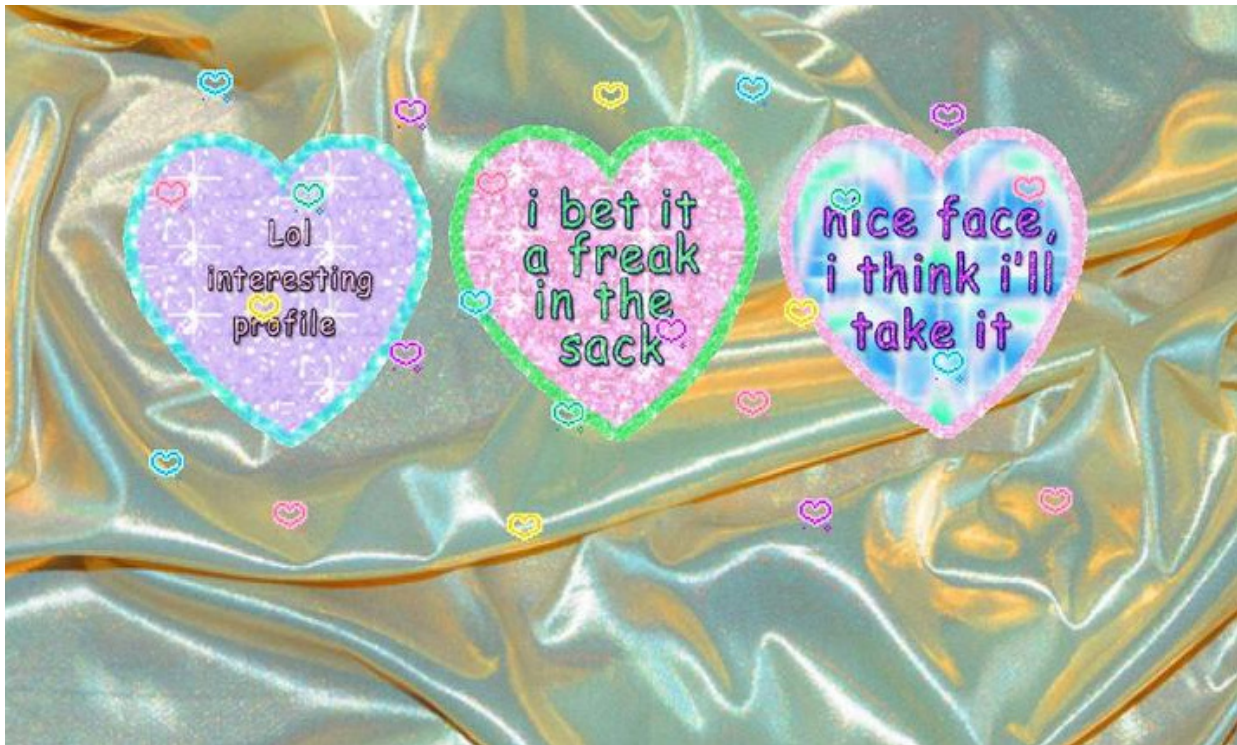 Lol
interesting
profile
i bet it
a freak
in the
sack
nice face,
i think i'll
take it